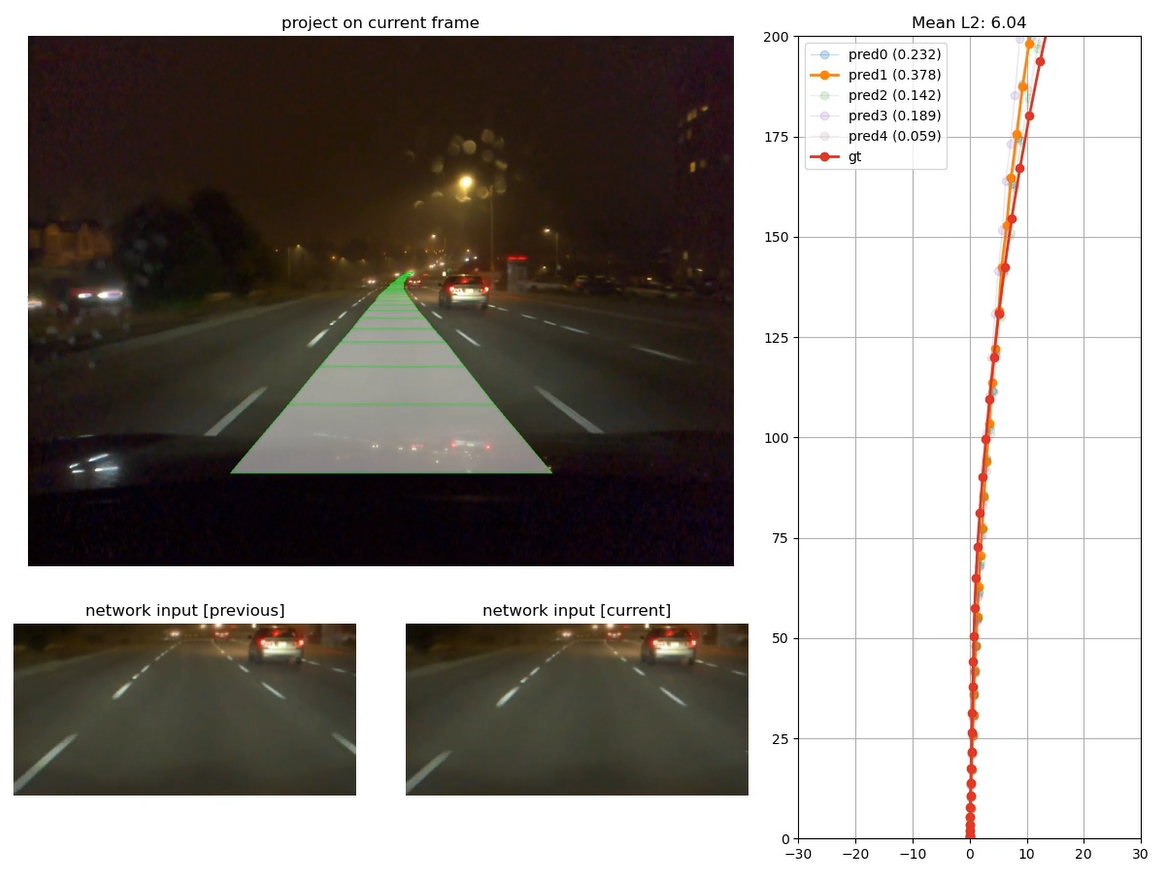 project on current frame
Mean L2: 6.04
pred0 (0.232)
pred1 (0.378)
pred2 (0.142)
pred3 (0.189)
pred4 (0.059)
gt
200
175
150
125
100
75
50
25
0
−30 −20 −10 0 10 20 30
network input [previous]
network input [current]